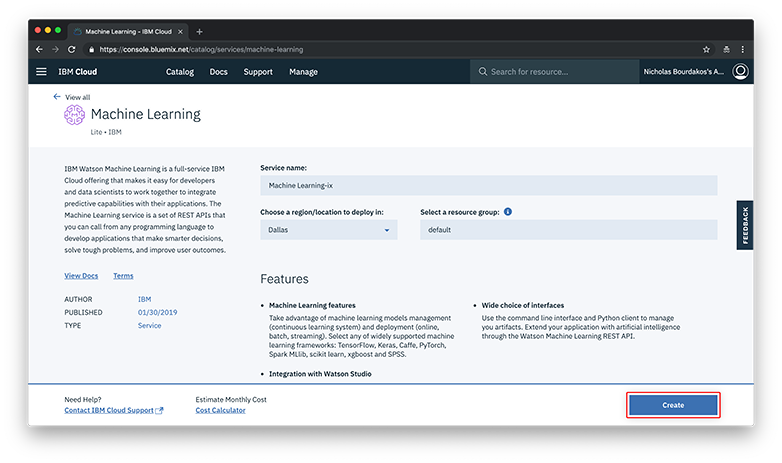 Machine Learning - IBM Cloud
https://console.bluemix.net/catalog/services/machine-learning
IBM Cloud
Catalog
Docs
Support
Manage
Search for resource...
Nicholas Bourdakos's A...
View all
Machine Learning
Lite • IBM
IBM Watson Machine Learning is a full-service IBM
Cloud offering that makes it easy for developers
and data scientists to work together to integrate
predictive capabilities with their applications. The
Machine Learning service is a set of REST APIs that
you can call from any programming language to
develop applications that make smarter decisions,
solve tough problems, and improve user outcomes.
View Docs
Terms
AUTHOR IBM
PUBLISHED 01/30/2019
TYPE Service
Service name:
Machine Learning-ix
Choose a region/location to deploy in:
Dallas
Select a resource group:
default
Features
• Machine Learning features
Take advantage of machine learning models management
(continuous learning system) and deployment (online,
batch, streaming). Select any of widely supported machine
learning frameworks: TensorFlow, Keras, Caffe, PyTorch,
Spark MLlib, scikit learn, xgboost and SPSS.
• Integration with Watson Studio
• Wide choice of interfaces
Use the command line interface and Python client to manage
you artifacts. Extend your application with artificial intelligence
through the Watson Machine Learning REST API.
FEEDBACK
Need Help?
Contact IBM Cloud Support
Estimate Monthly Cost
Cost Calculator
Create